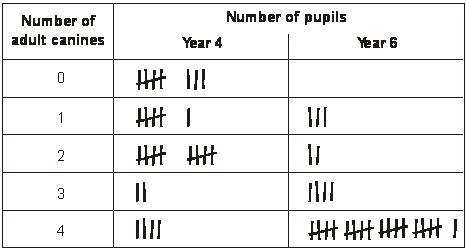 Number of
adult canines
Number of pupils
Year 4
Year 6
0
1
2
3
4